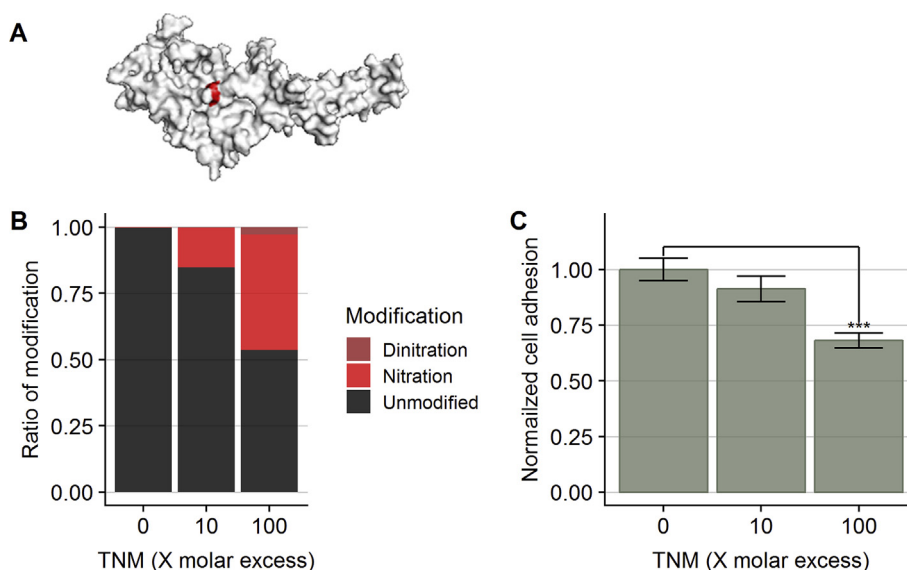 A
B
Ratio of modification
1.00
0.75
0.50
0.25
0.00
0
10
100
TNM (X molar excess)
Modification
Dinitration
Nitration
Unmodified
C
Normailzed cell adhesion
1.00
0.75
0.50
0.25
0.00
***
0
10
100
TNM (X molar excess)